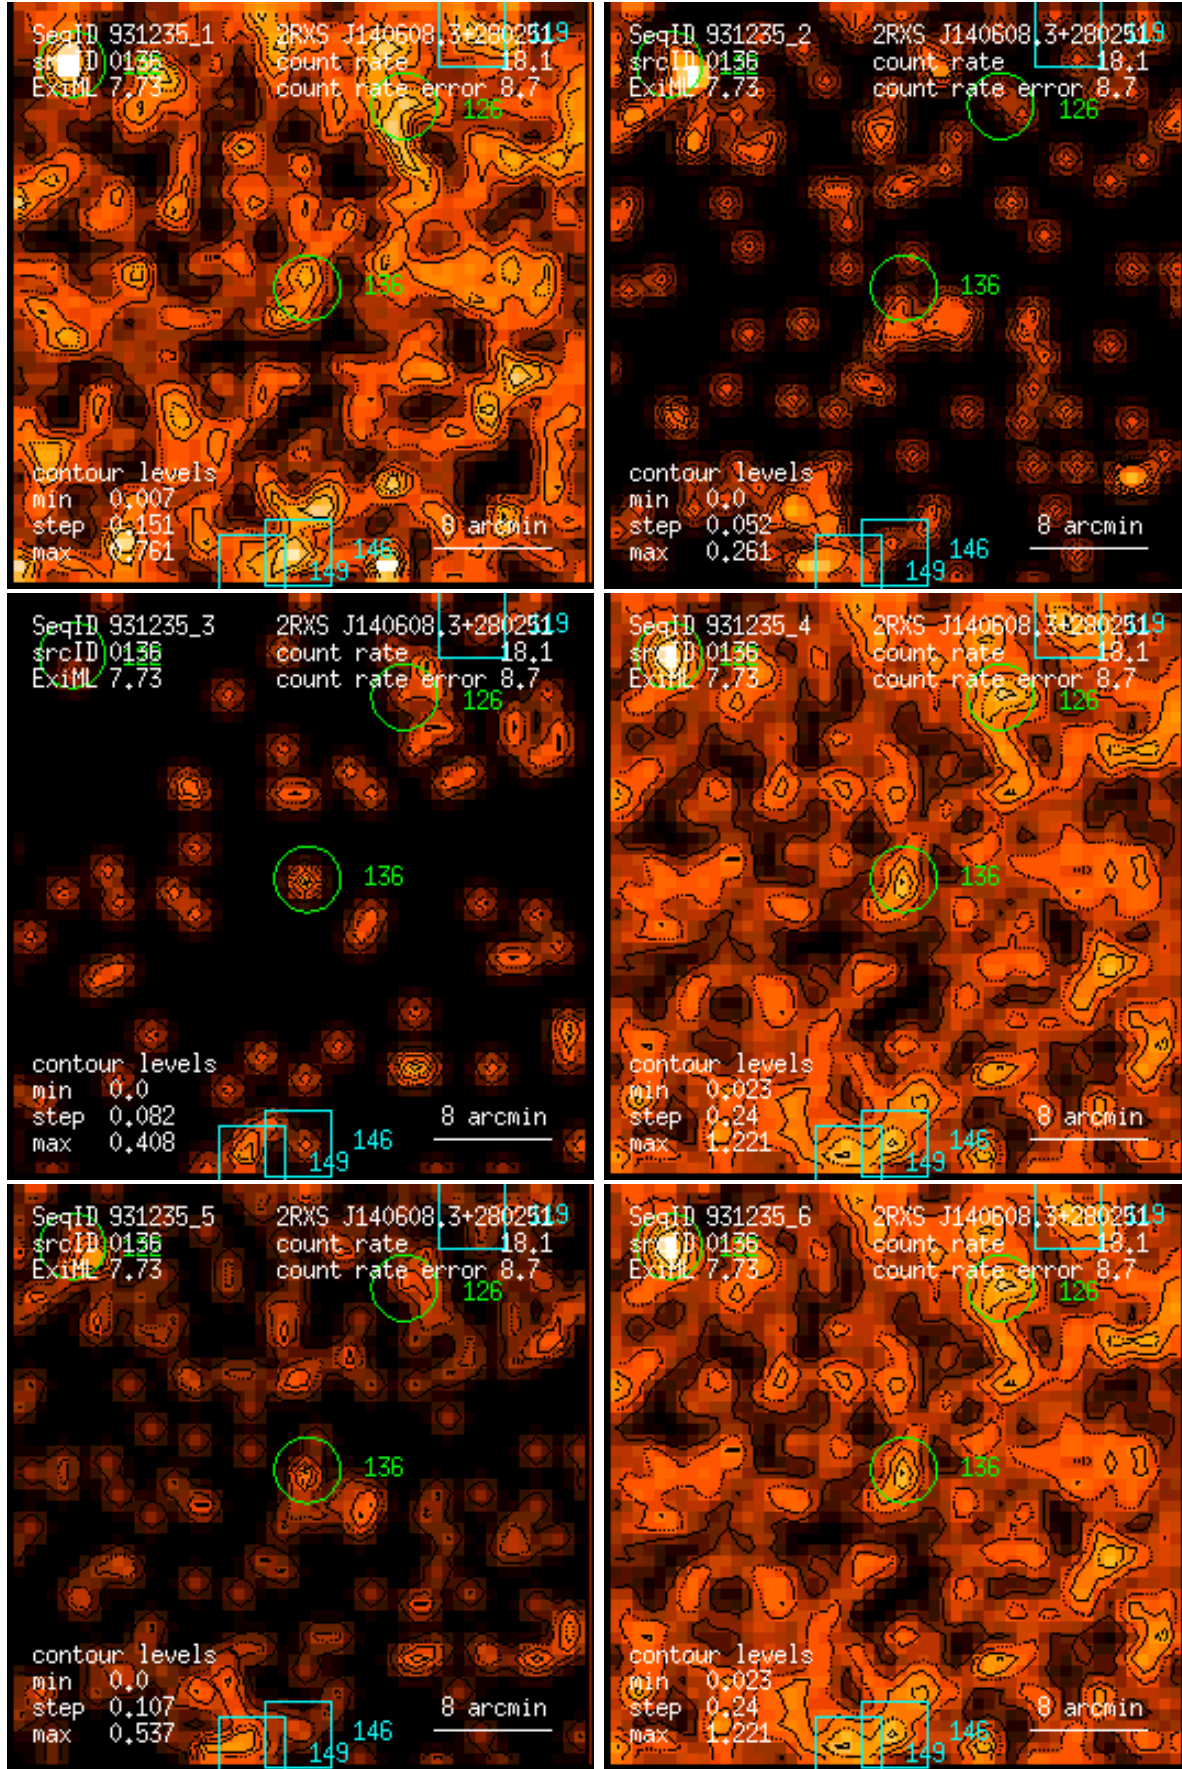 SeqID 931235_1 2RXS J140608.3+280251
srcID 0136 count rate 18.1
ExiML 7.73 count rate error 8.7
126
136
contour levels
min 0.007
step 0.151
max 0.761
8 arcmin
146
149
SeqID 931235_2 2RXS J140608.3+280251
srcID 0136 count rate 18.1
ExiML 7.73 count rate error 8.7
126
136
contour levels
min 0.0
step 0.052
max 0.261
8 arcmin
146
149
SeqID 931235_3 2RXS J140608.3+280251
srcID 0136 count rate 18.1
ExiML 7.73 count rate error 8.7
126
136
contour levels
min 0.0
step 0.082
max 0.408
8 arcmin
146
149
SeqID 931235_4 2RXS J140608.3+280251
srcID 0136 count rate 18.1
ExiML 7.73 count rate error 8.7
126
136
contour levels
min 0.023
step 0.24
max 1.221
8 arcmin
146
149
SeqID 931235_5 2RXS J140608.3+280251
srcID 0136 count rate 18.1
ExiML 7.73 count rate error 8.7
126
136
contour levels
min 0.0
step 0.107
max 0.537
8 arcmin
146
149
SeqID 931235_6 2RXS J140608.3+280251
srcID 0136 count rate 18.1
ExiML 7.73 count rate error 8.7
126
136
contour levels
min 0.023
step 0.24
max 1.221
8 arcmin
146
149